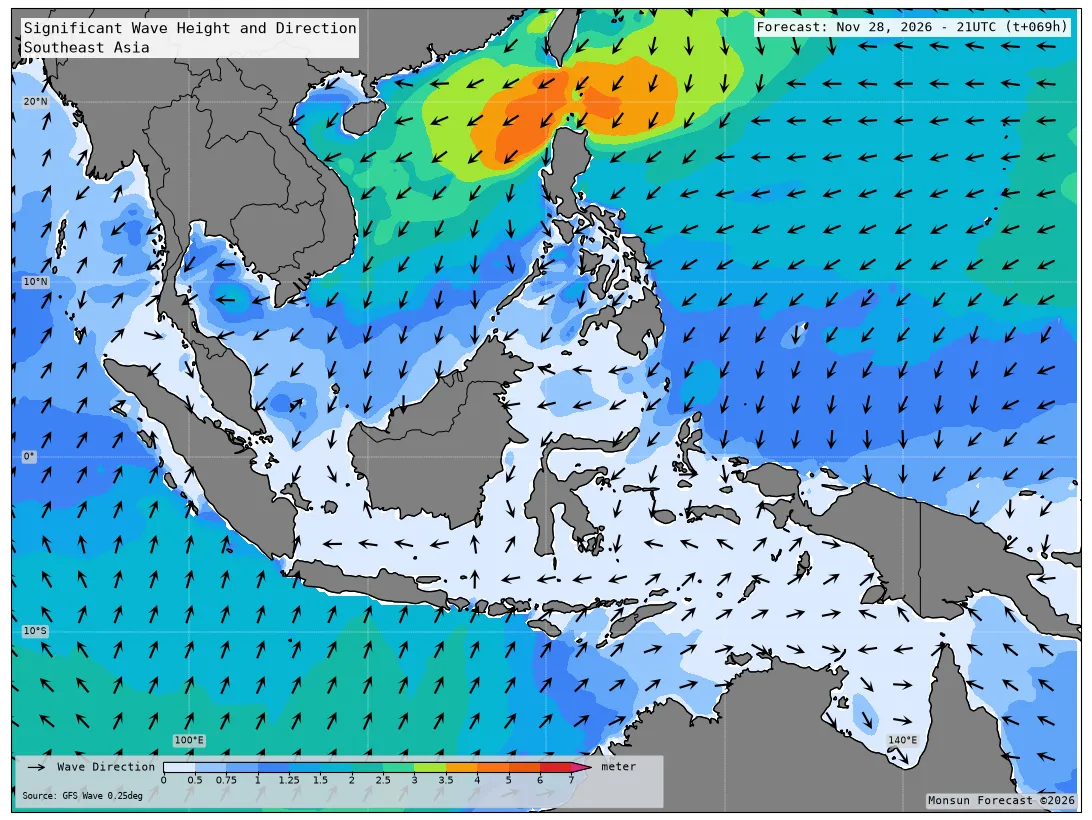 Significant Wave Height and Direction
Southeast Asia
Forecast: Nov 28, 2026 - 21UTC (t+069h)
20°N
10°N
0°
10°S
100°E
140°E
Wave Direction
meter
0 0.5 0.75 1 1.25 1.5 2 2.5 3 3.5 4 5 6 7
Source: GFS Wave 0.25deg
Monsun Forecast ©2026